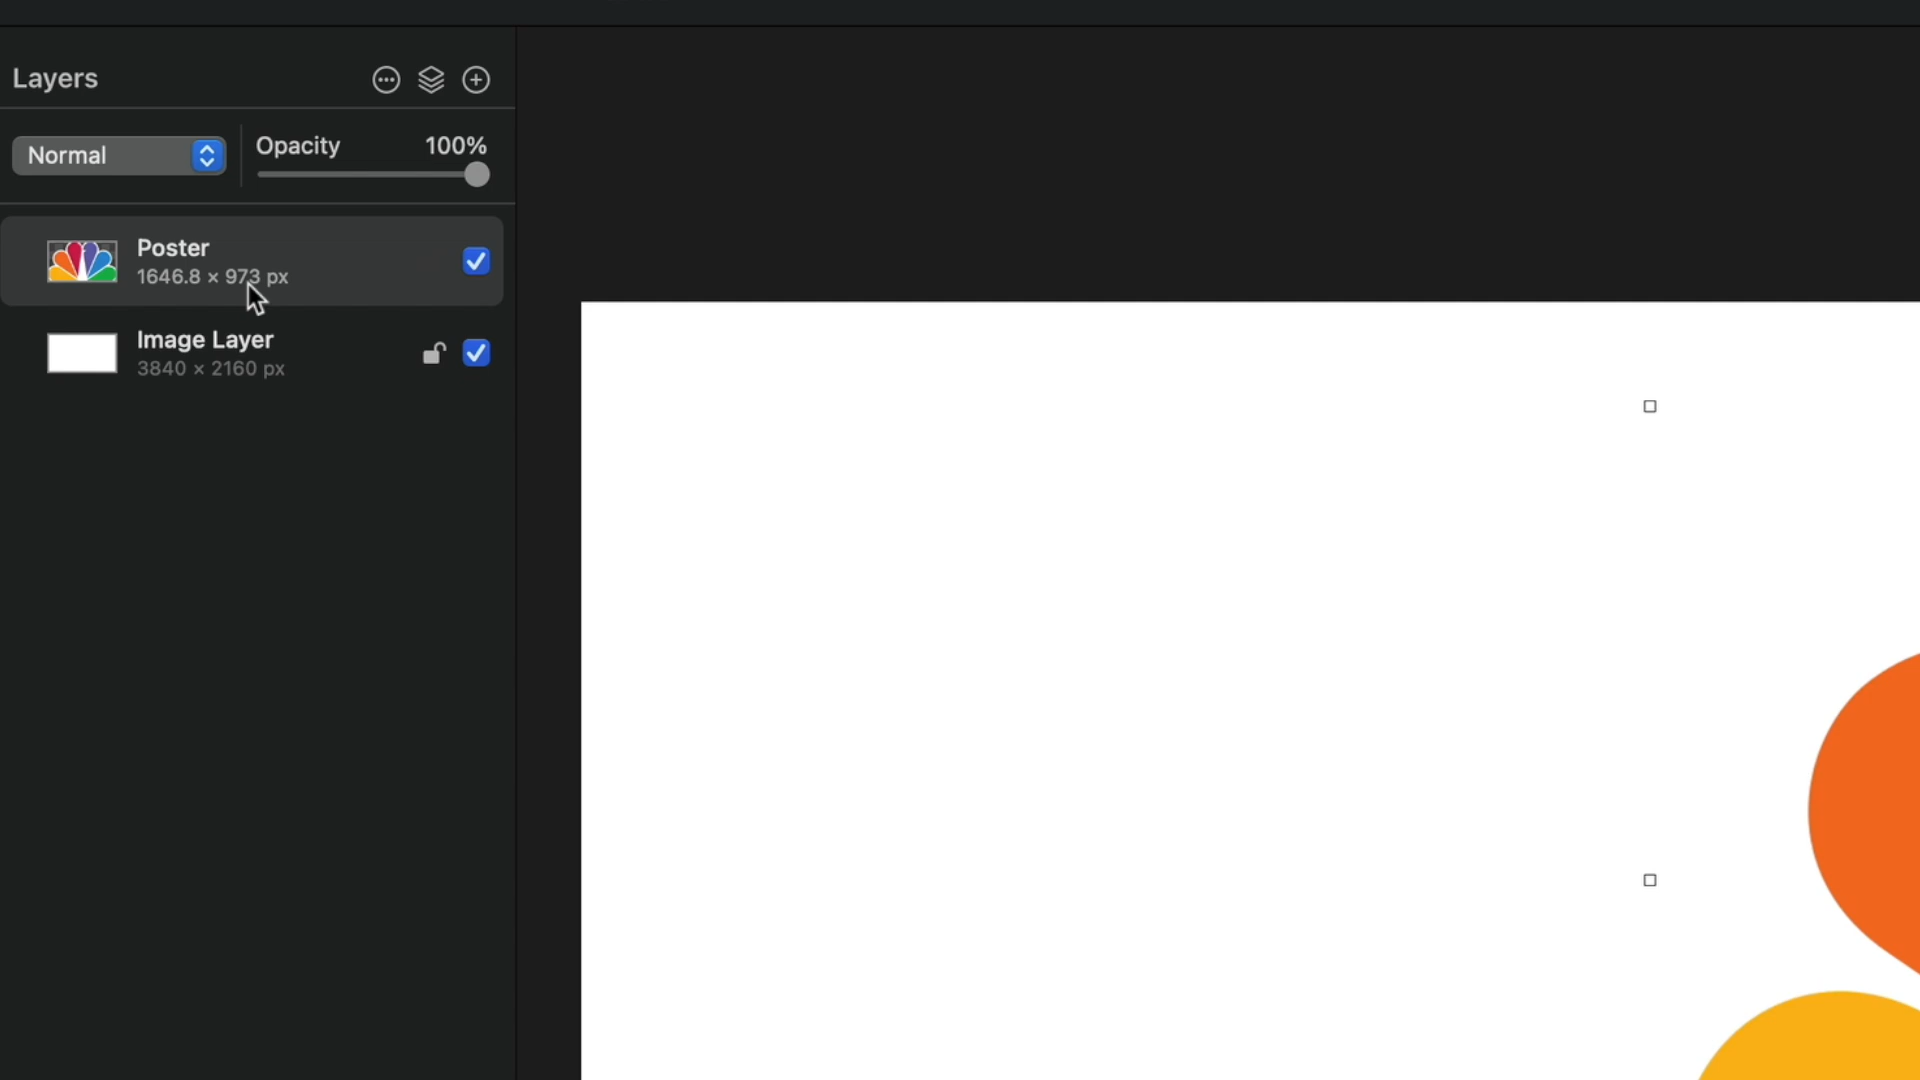 Layers
Normal
Opacity 100%
Poster
1646.8 × 973 px
Image Layer
3840 × 2160 px